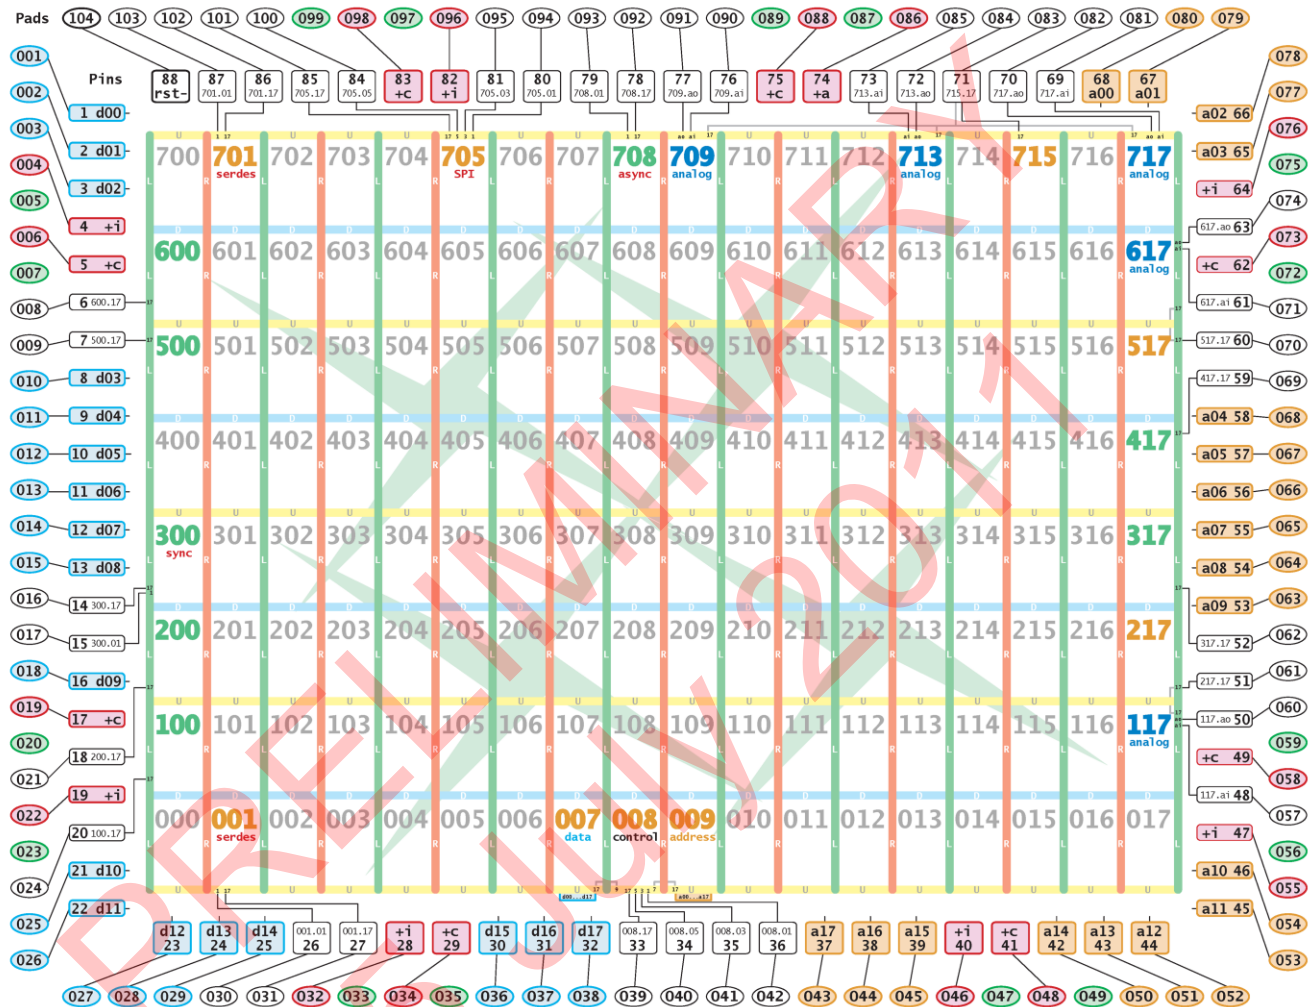 Pads 104 103 102 101 100 099 098 097 096 095 094 093 092 091 090 089 088 087 086 085 084 083 082 081 080 079
Pins
88 rst-
87 701.01
86 701.17
85 705.17
84 705.05
83 +c
82 +i
81 705.03
80 705.01
79 708.01
78 708.17
77 709.ao
76 709.ai
75 +c
74 +a
73 713.ai
72 713.ao
71 715.17
70 717.ao
69 717.ai
68 a00
67 a01
001 002 003 004 005 006 007 008 009 010 011 012 013 014 015 016 017 018 019 020 021 022 023 024 025 026
1 d00
2 d01
3 d02
4 +i
5 +c
6 600.17
7 500.17
8 d03
9 d04
10 d05
11 d06
12 d07
13 d08
14 300.17
15 300.01
16 d09
17 +c
18 200.17
19 +i
20 100.17
21 d10
22 d11
700 701 702 703 704 705 706 707 708 709 710 711 712 713 714 715 716 717
serdes SPI async analog analog analog
600 601 602 603 604 605 606 607 608 609 610 611 612 613 614 615 616 617
analog
500 501 502 503 504 505 506 507 508 509 510 511 512 513 514 515 516 517
400 401 402 403 404 405 406 407 408 409 410 411 412 413 414 415 416 417
300 301 302 303 304 305 306 307 308 309 310 311 312 313 314 315 316 317
sync
200 201 202 203 204 205 206 207 208 209 210 211 212 213 214 215 216 217
100 101 102 103 104 105 106 107 108 109 110 111 112 113 114 115 116 117
analog
000 001 002 003 004 005 006 007 008 009 010 011 012 013 014 015 016 017
serdes data control address
d00...d17 a00...a17
PRELIMINARY
JULY 2011
a02 66
a03 65
+i 64
617.ao 63
+c 62
617.ai 61
517.17 60
417.17 59
a04 58
a05 57
a06 56
a07 55
a08 54
a09 53
317.17 52
217.17 51
117.ao 50
+c 49
117.ai 48
+i 47
a10 46
a11 45
078 077 076 075 074 073 072 071 070 069 068 067 066 065 064 063 062 061 060 059 058 057 056 055 054 053
d12 23
d13 24
d14 25
001.01 26
001.17 27
+i 28
+c 29
d15 30
d16 31
d17 32
008.17 33
008.05 34
008.03 35
008.01 36
a17 37
a16 38
a15 39
+i 40
+c 41
a14 42
a13 43
a12 44
027 028 029 030 031 032 033 034 035 036 037 038 039 040 041 042 043 044 045 046 047 048 049 050 051 052